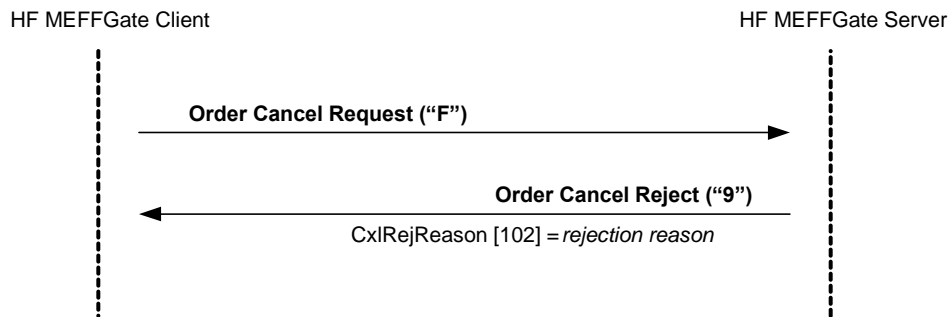 HF MEFFGate Client
HF MEFFGate Server
Order Cancel Request (“F”)
Order Cancel Reject (“9”)
CxlRejReason [102] = rejection reason